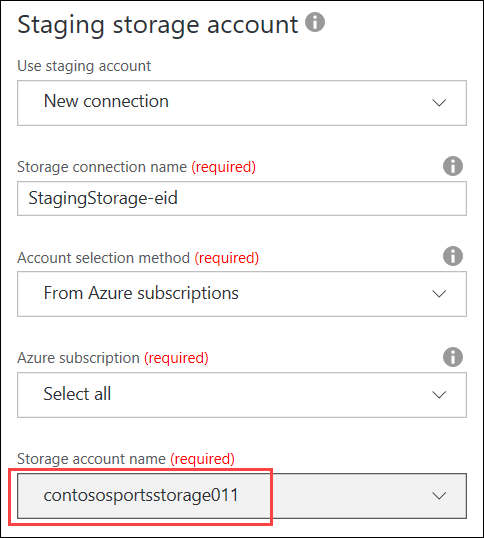 Staging storage account
Use staging account
New connection
Storage connection name (required)
StagingStorage-eid
Account selection method (required)
From Azure subscriptions
Azure subscription (required)
Select all
Storage account name (required)
contososportsstorage011